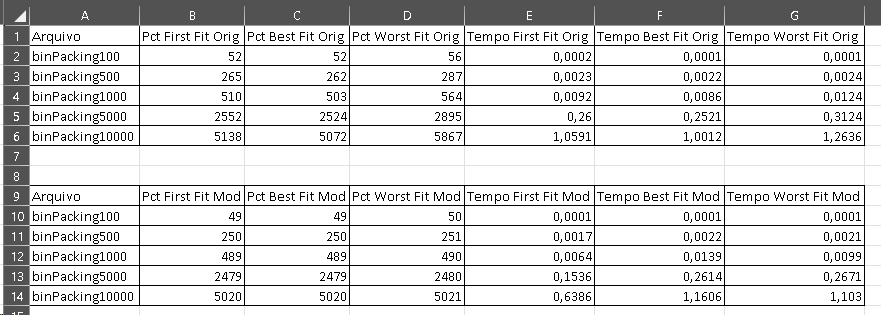 A B C D E F G
1 Arquivo Pct First Fit Orig Pct Best Fit Orig Pct Worst Fit Orig Tempo First Fit Orig Tempo Best Fit Orig Tempo Worst Fit Orig
2 binPacking100 52 52 56 0,0002 0,0001 0,0001
3 binPacking500 265 262 287 0,0023 0,0022 0,0024
4 binPacking1000 510 503 564 0,0092 0,0086 0,0124
5 binPacking5000 2552 2524 2895 0,26 0,2521 0,3124
6 binPacking10000 5138 5072 5867 1,0591 1,0012 1,2636
7
8
9 Arquivo Pct First Fit Mod Pct Best Fit Mod Pct Worst Fit Mod Tempo First Fit Mod Tempo Best Fit Mod Tempo Worst Fit Mod
10 binPacking100 49 49 50 0,0001 0,0001 0,0001
11 binPacking500 250 250 251 0,0017 0,0022 0,0021
12 binPacking1000 489 489 490 0,0064 0,0139 0,0099
13 binPacking5000 2479 2479 2480 0,1536 0,2614 0,2671
14 binPacking10000 5020 5020 5021 0,6386 1,1606 1,103